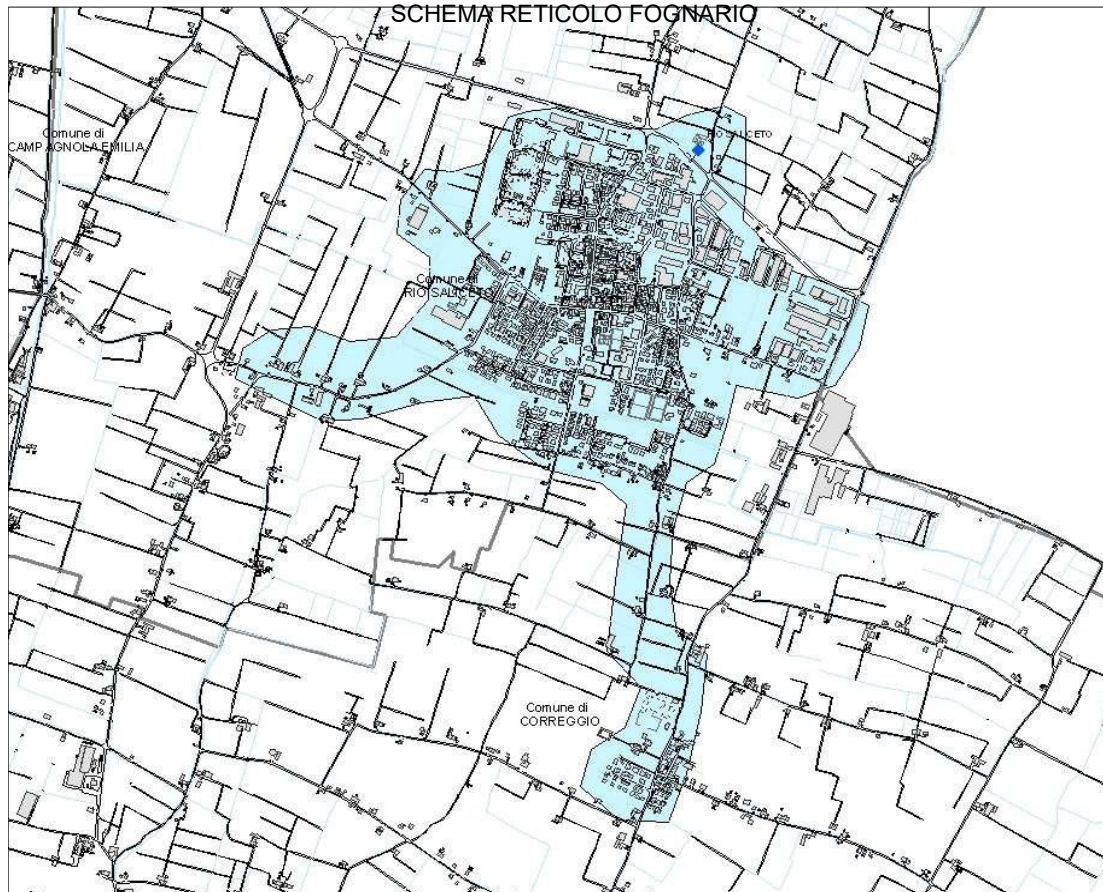 SCHEMA RETICOLO FOGNARIO
Comune di
CAMPAGNOLA EMILIA
RIO SALICETO
Comune di
RIO SALICETO
Comune di
CORREGGIO